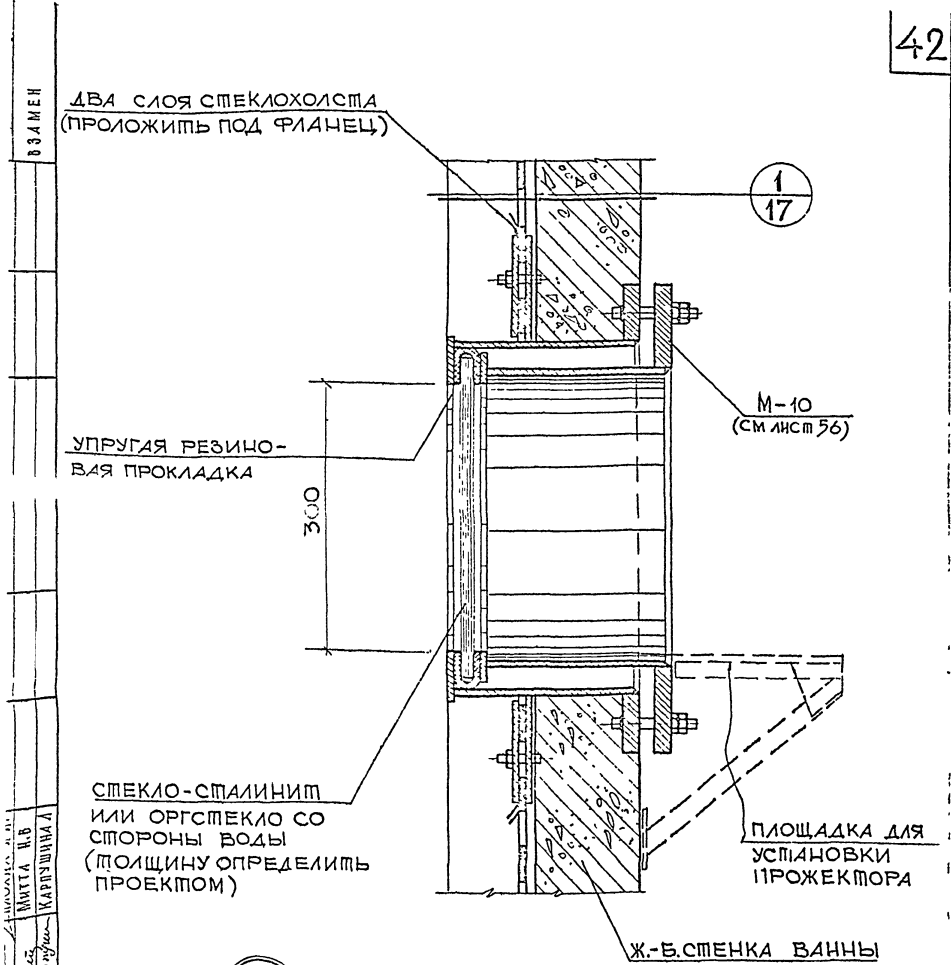 42
ВЗАМЕН
ДВА СЛОЯ СТЕКЛОХОЛСТА
(ПРОЛОЖИТЬ ПОД ФЛАНЕЦ)
1
17
М-10
(СМ ЛИСТ 56)
УПРУГАЯ РЕЗИНО-
ВАЯ ПРОКЛАДКА
300
СТЕКЛО-СТАЛИНИТ
ИЛИ ОРГСТЕКЛО СО
СТОРОНЫ ВОДЫ
(ТОЛЩИНУ ОПРЕДЕЛИТЬ
ПРОЕКТОМ)
ПЛОЩАДКА ДЛЯ
УСТАНОВКИ
ПРОЖЕКТОРА
Ж.-Б. СТЕНКА ВАННЫ
МИТТА Н.В
КАРПУШИНА Л